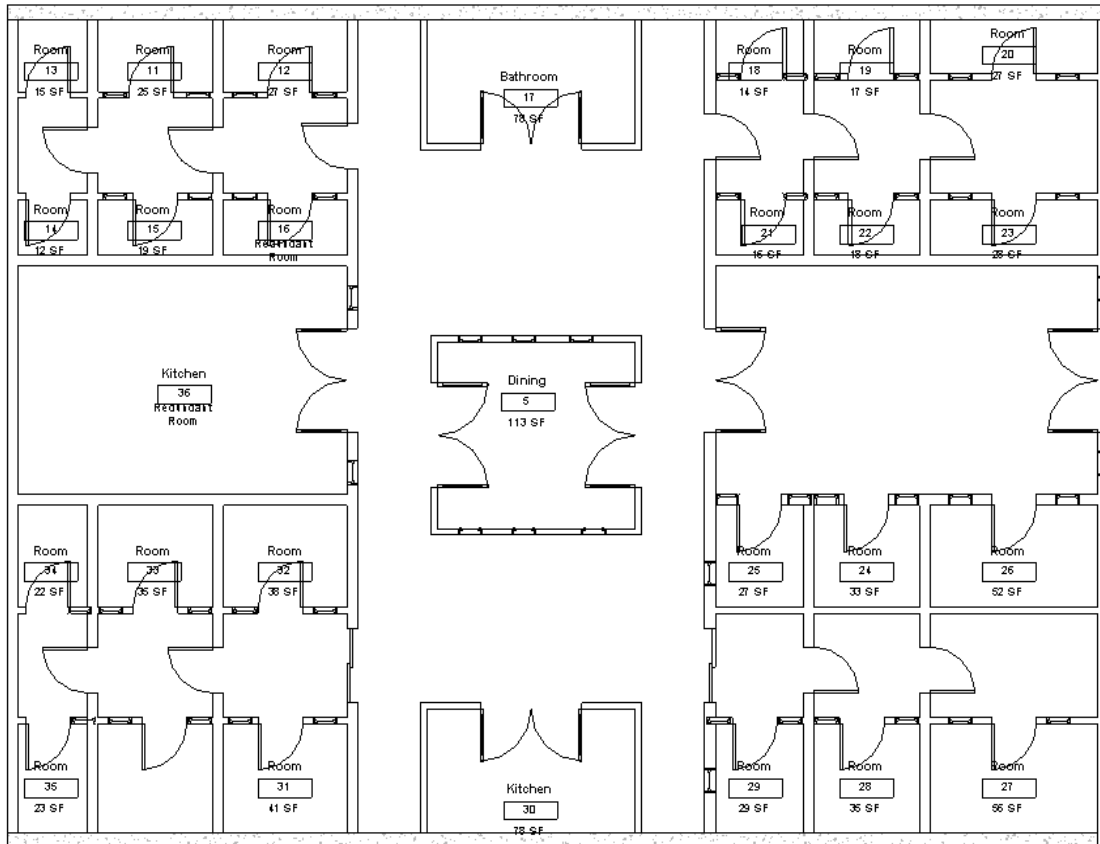 Room
13
15 SF
Room
11
25 SF
Room
12
27 SF
Bathroom
17
78 SF
Room
18
14 SF
Room
19
17 SF
Room
20
27 SF
Room
14
12 SF
Room
15
19 SF
Room
16
Redundant
Room
Room
21
16 SF
Room
22
18 SF
Room
23
28 SF
Kitchen
36
Redundant
Room
Dining
5
113 SF
Room
34
22 SF
Room
33
35 SF
Room
32
38 SF
Room
25
27 SF
Room
24
33 SF
Room
26
52 SF
Room
35
23 SF
Room
31
41 SF
Kitchen
30
78 SF
Room
29
29 SF
Room
28
35 SF
Room
27
56 SF